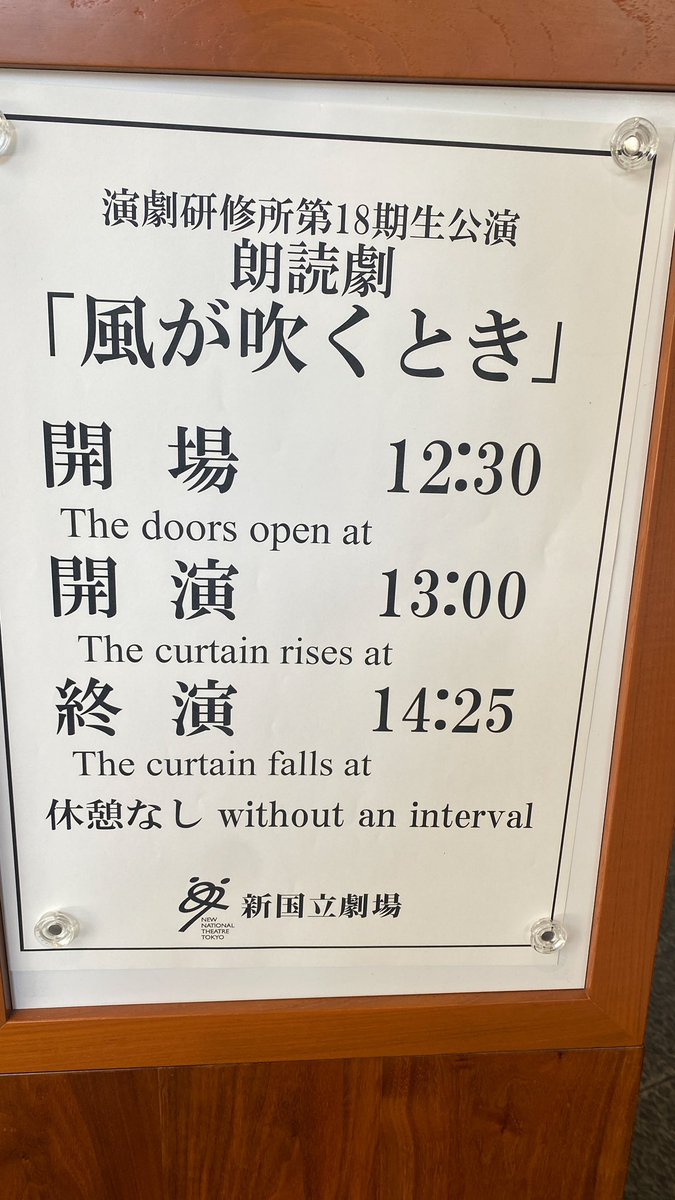 演劇研修所第18期生公演
朗読劇
「風が吹くとき」
開場 12:30
The doors open at
開演 13:00
The curtain rises at
終演 14:25
The curtain falls at
休憩なし without an interval
新国立劇場
NEW
NATIONAL
THEATRE
TOKYO